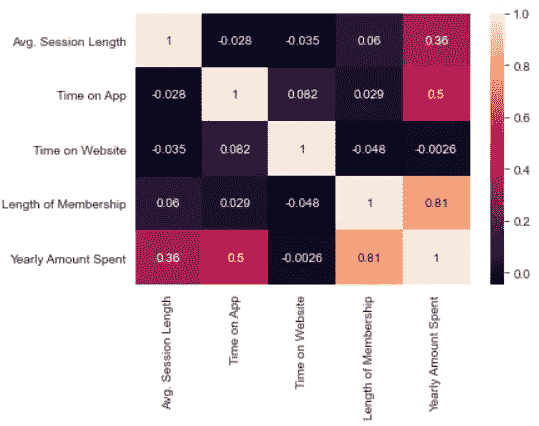 Avg. Session Length 1 -0.028 -0.035 0.06 0.36
Time on App -0.028 1 0.082 0.029 0.5
Time on Website -0.035 0.082 1 -0.048 -0.0026
Length of Membership 0.06 0.029 -0.048 1 0.81
Yearly Amount Spent 0.36 0.5 -0.0026 0.81 1
Avg. Session Length
Time on App
Time on Website
Length of Membership
Yearly Amount Spent
1.0
0.8
0.6
0.4
0.2
0.0